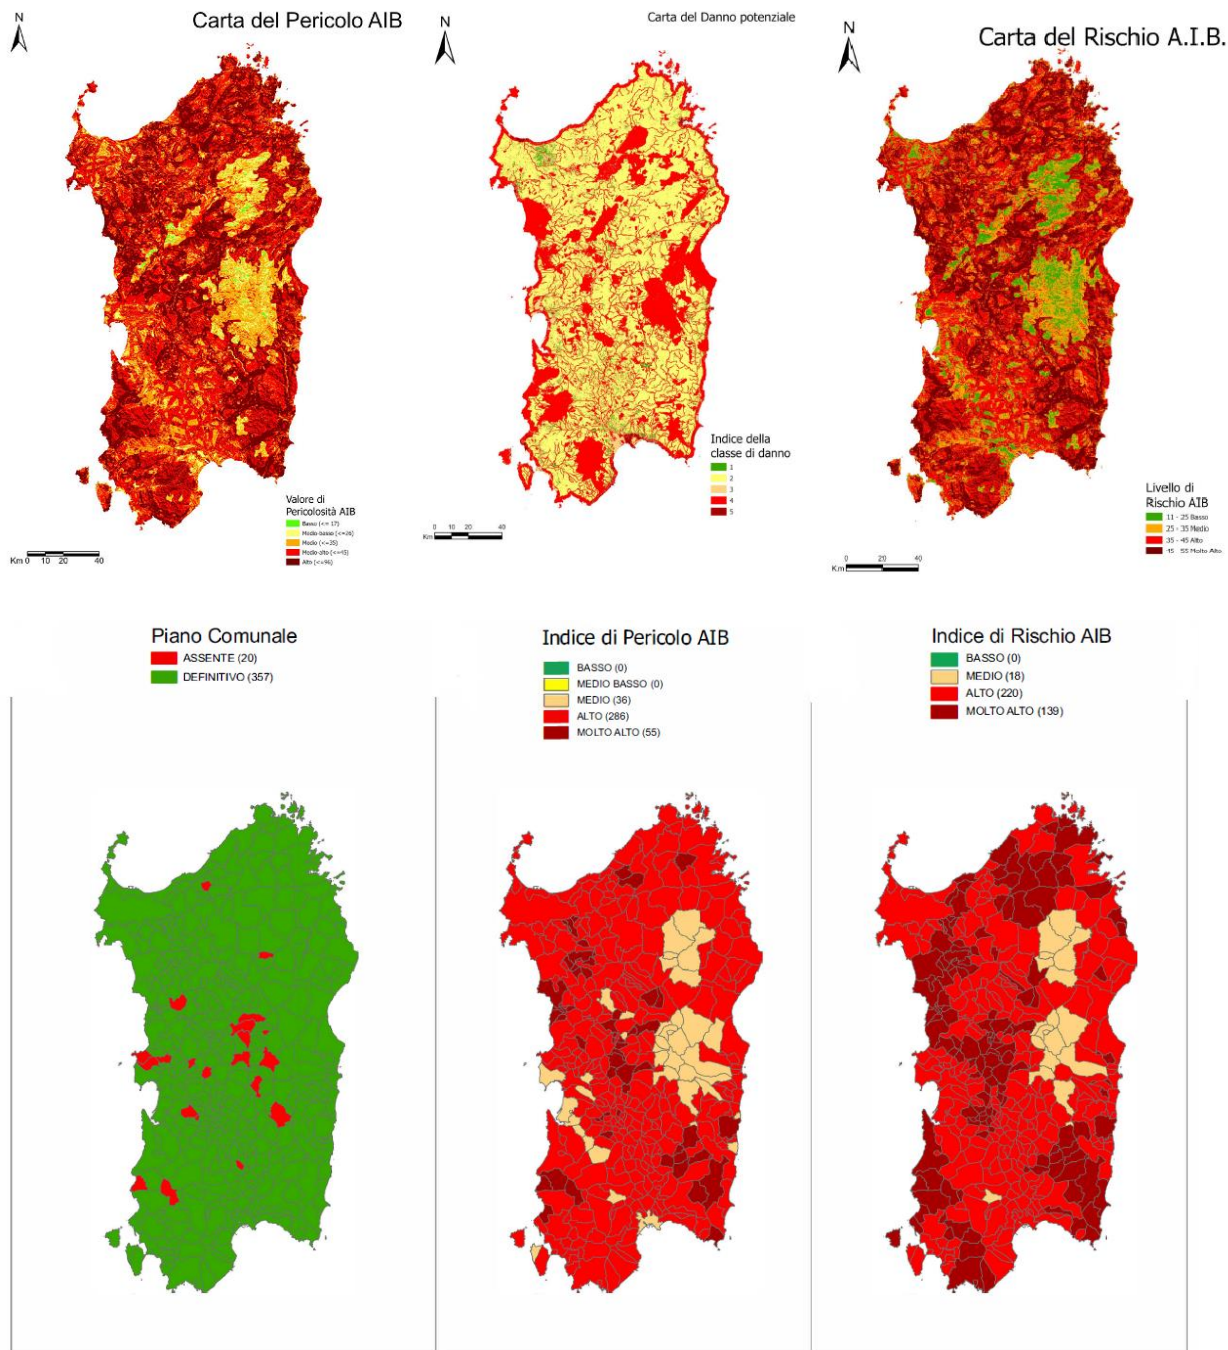 N
Carta del Pericolo AIB
Valore di
Pericolosità AIB
Basso (<= 17)
Medio-basso (<=26)
Medio (<=35)
Medio-alto (<=45)
Alto (<=96)
Km 0 10 20 40
N
Carta del Danno potenziale
Indice della
classe di danno
1
2
3
4
5
Km 0 10 20 40
N
Carta del Rischio A.I.B.
Livello di
Rischio AIB
11 - 25 Basso
25 - 35 Medio
35 - 45 Alto
45 - 55 Molto Alto
Km 20 40
Piano Comunale
ASSENTE (20)
DEFINITIVO (357)
Indice di Pericolo AIB
BASSO (0)
MEDIO BASSO (0)
MEDIO (36)
ALTO (286)
MOLTO ALTO (55)
Indice di Rischio AIB
BASSO (0)
MEDIO (18)
ALTO (220)
MOLTO ALTO (139)